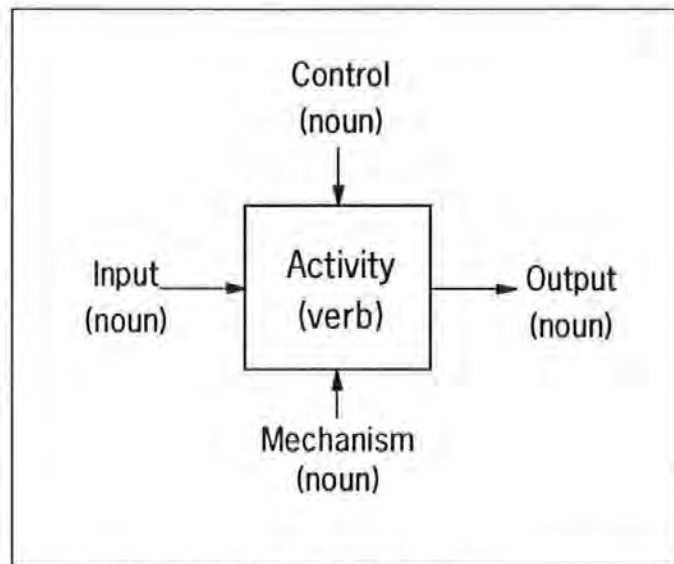 Control
(noun)
Input
(noun)
Activity
(verb)
Output
(noun)
Mechanism
(noun)